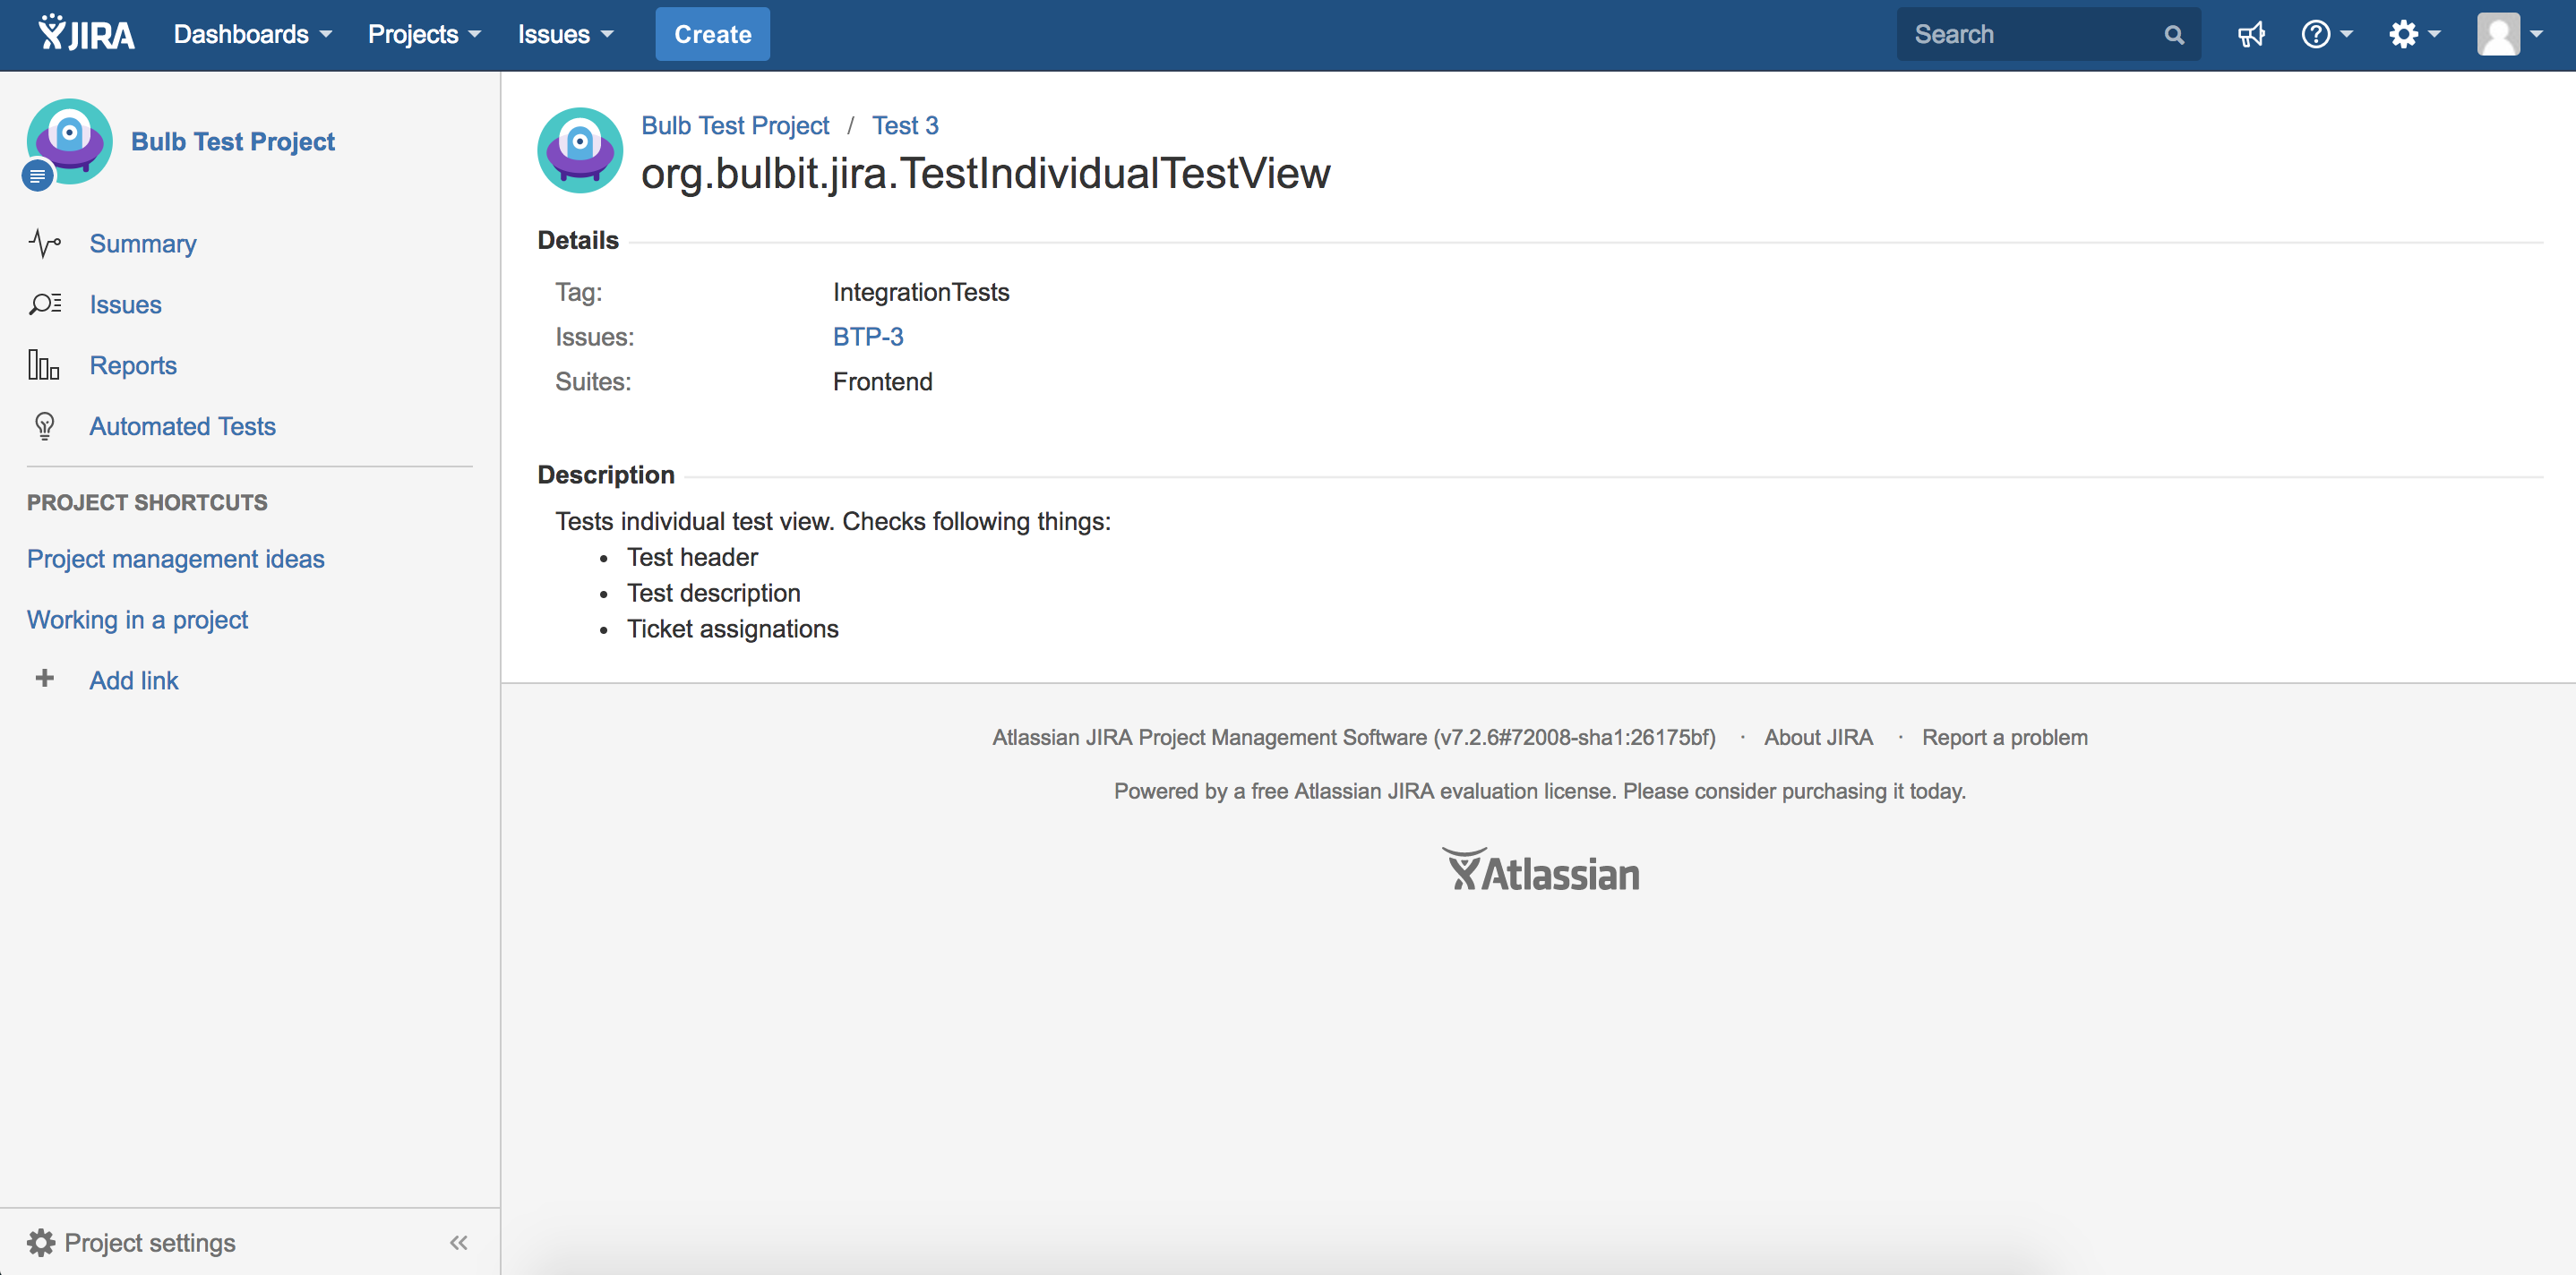 JIRA Dashboards Projects Issues Create Search
Bulb Test Project
Summary
Issues
Reports
Automated Tests
PROJECT SHORTCUTS
Project management ideas
Working in a project
Add link
Project settings
Bulb Test Project / Test 3
org.bulbit.jira.TestIndividualTestView
Details
Tag: IntegrationTests
Issues: BTP-3
Suites: Frontend
Description
Tests individual test view. Checks following things:
• Test header
• Test description
• Ticket assignations
Atlassian JIRA Project Management Software (v7.2.6#72008-sha1:26175bf) · About JIRA · Report a problem
Powered by a free Atlassian JIRA evaluation license. Please consider purchasing it today.
Atlassian